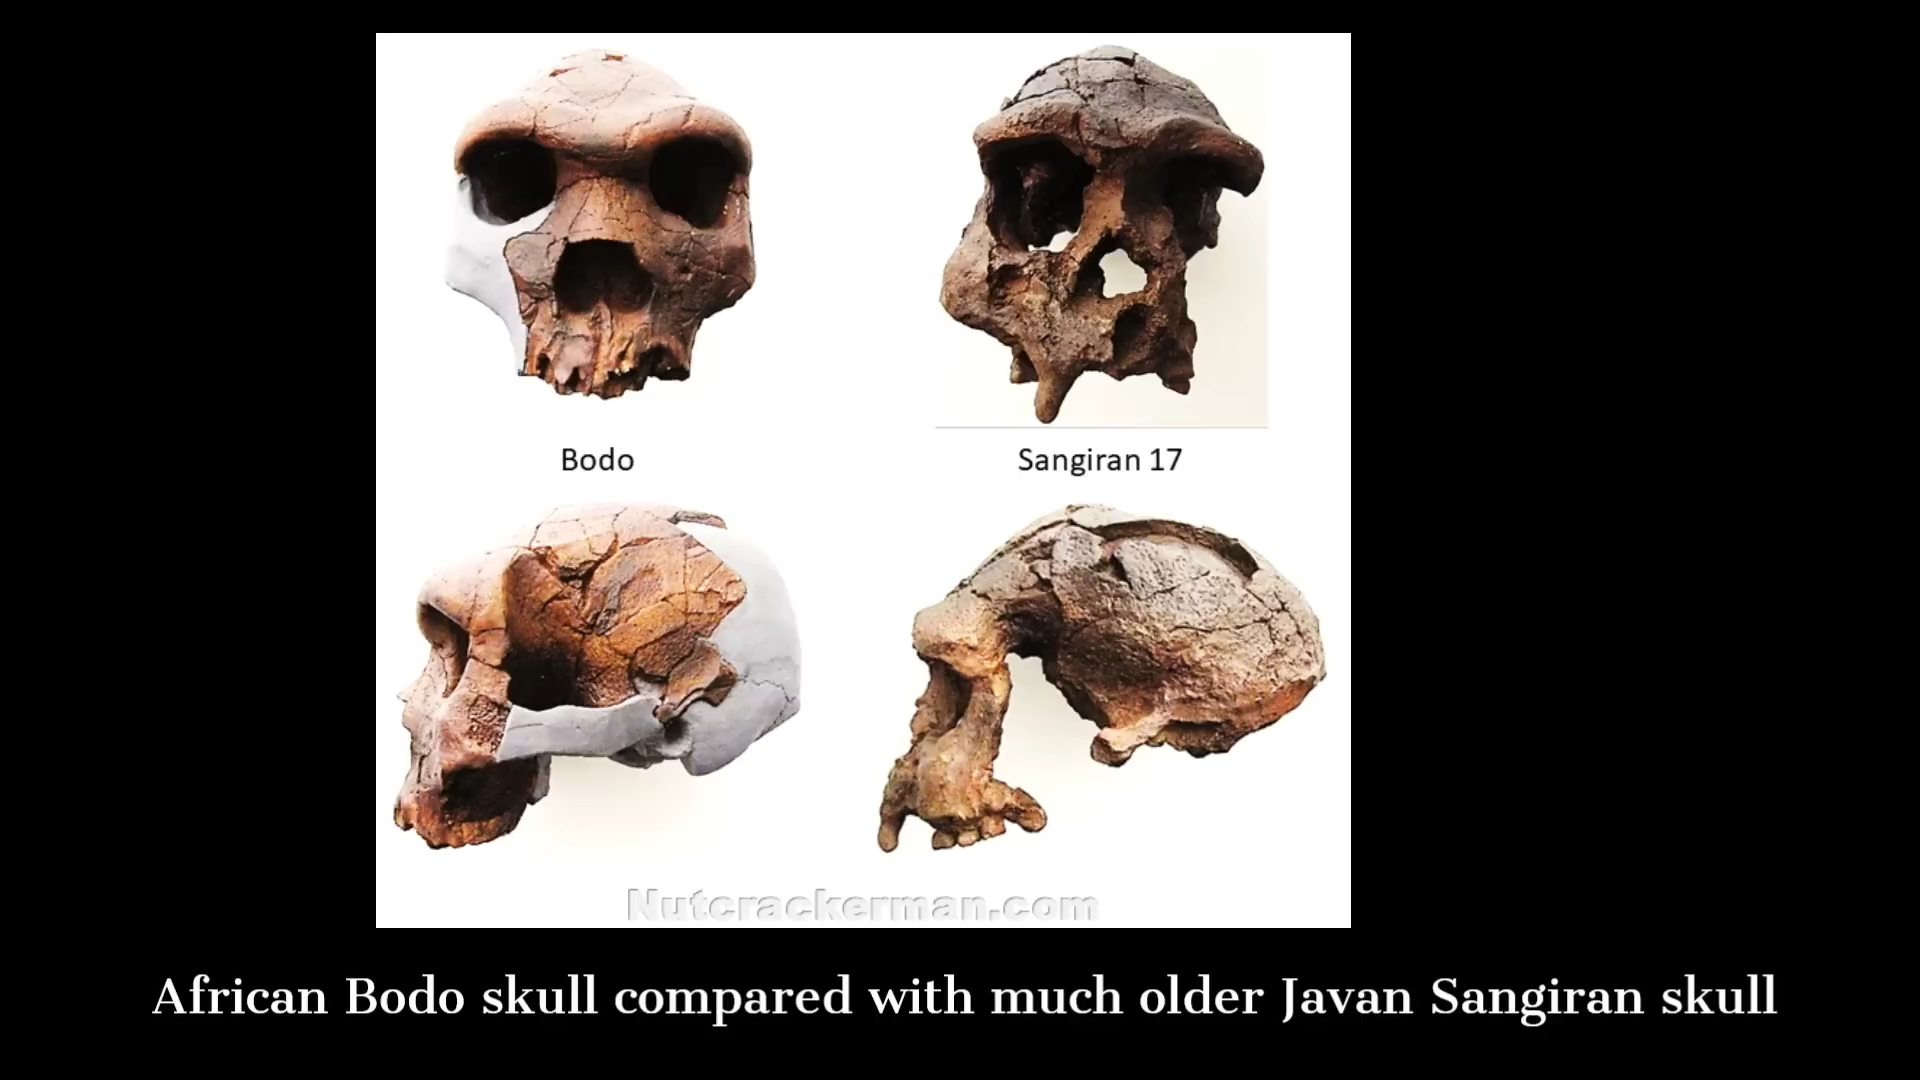 Bodo
Sangiran 17
Nutcrackerman.com
African Bodo skull compared with much older Javan Sangiran skull